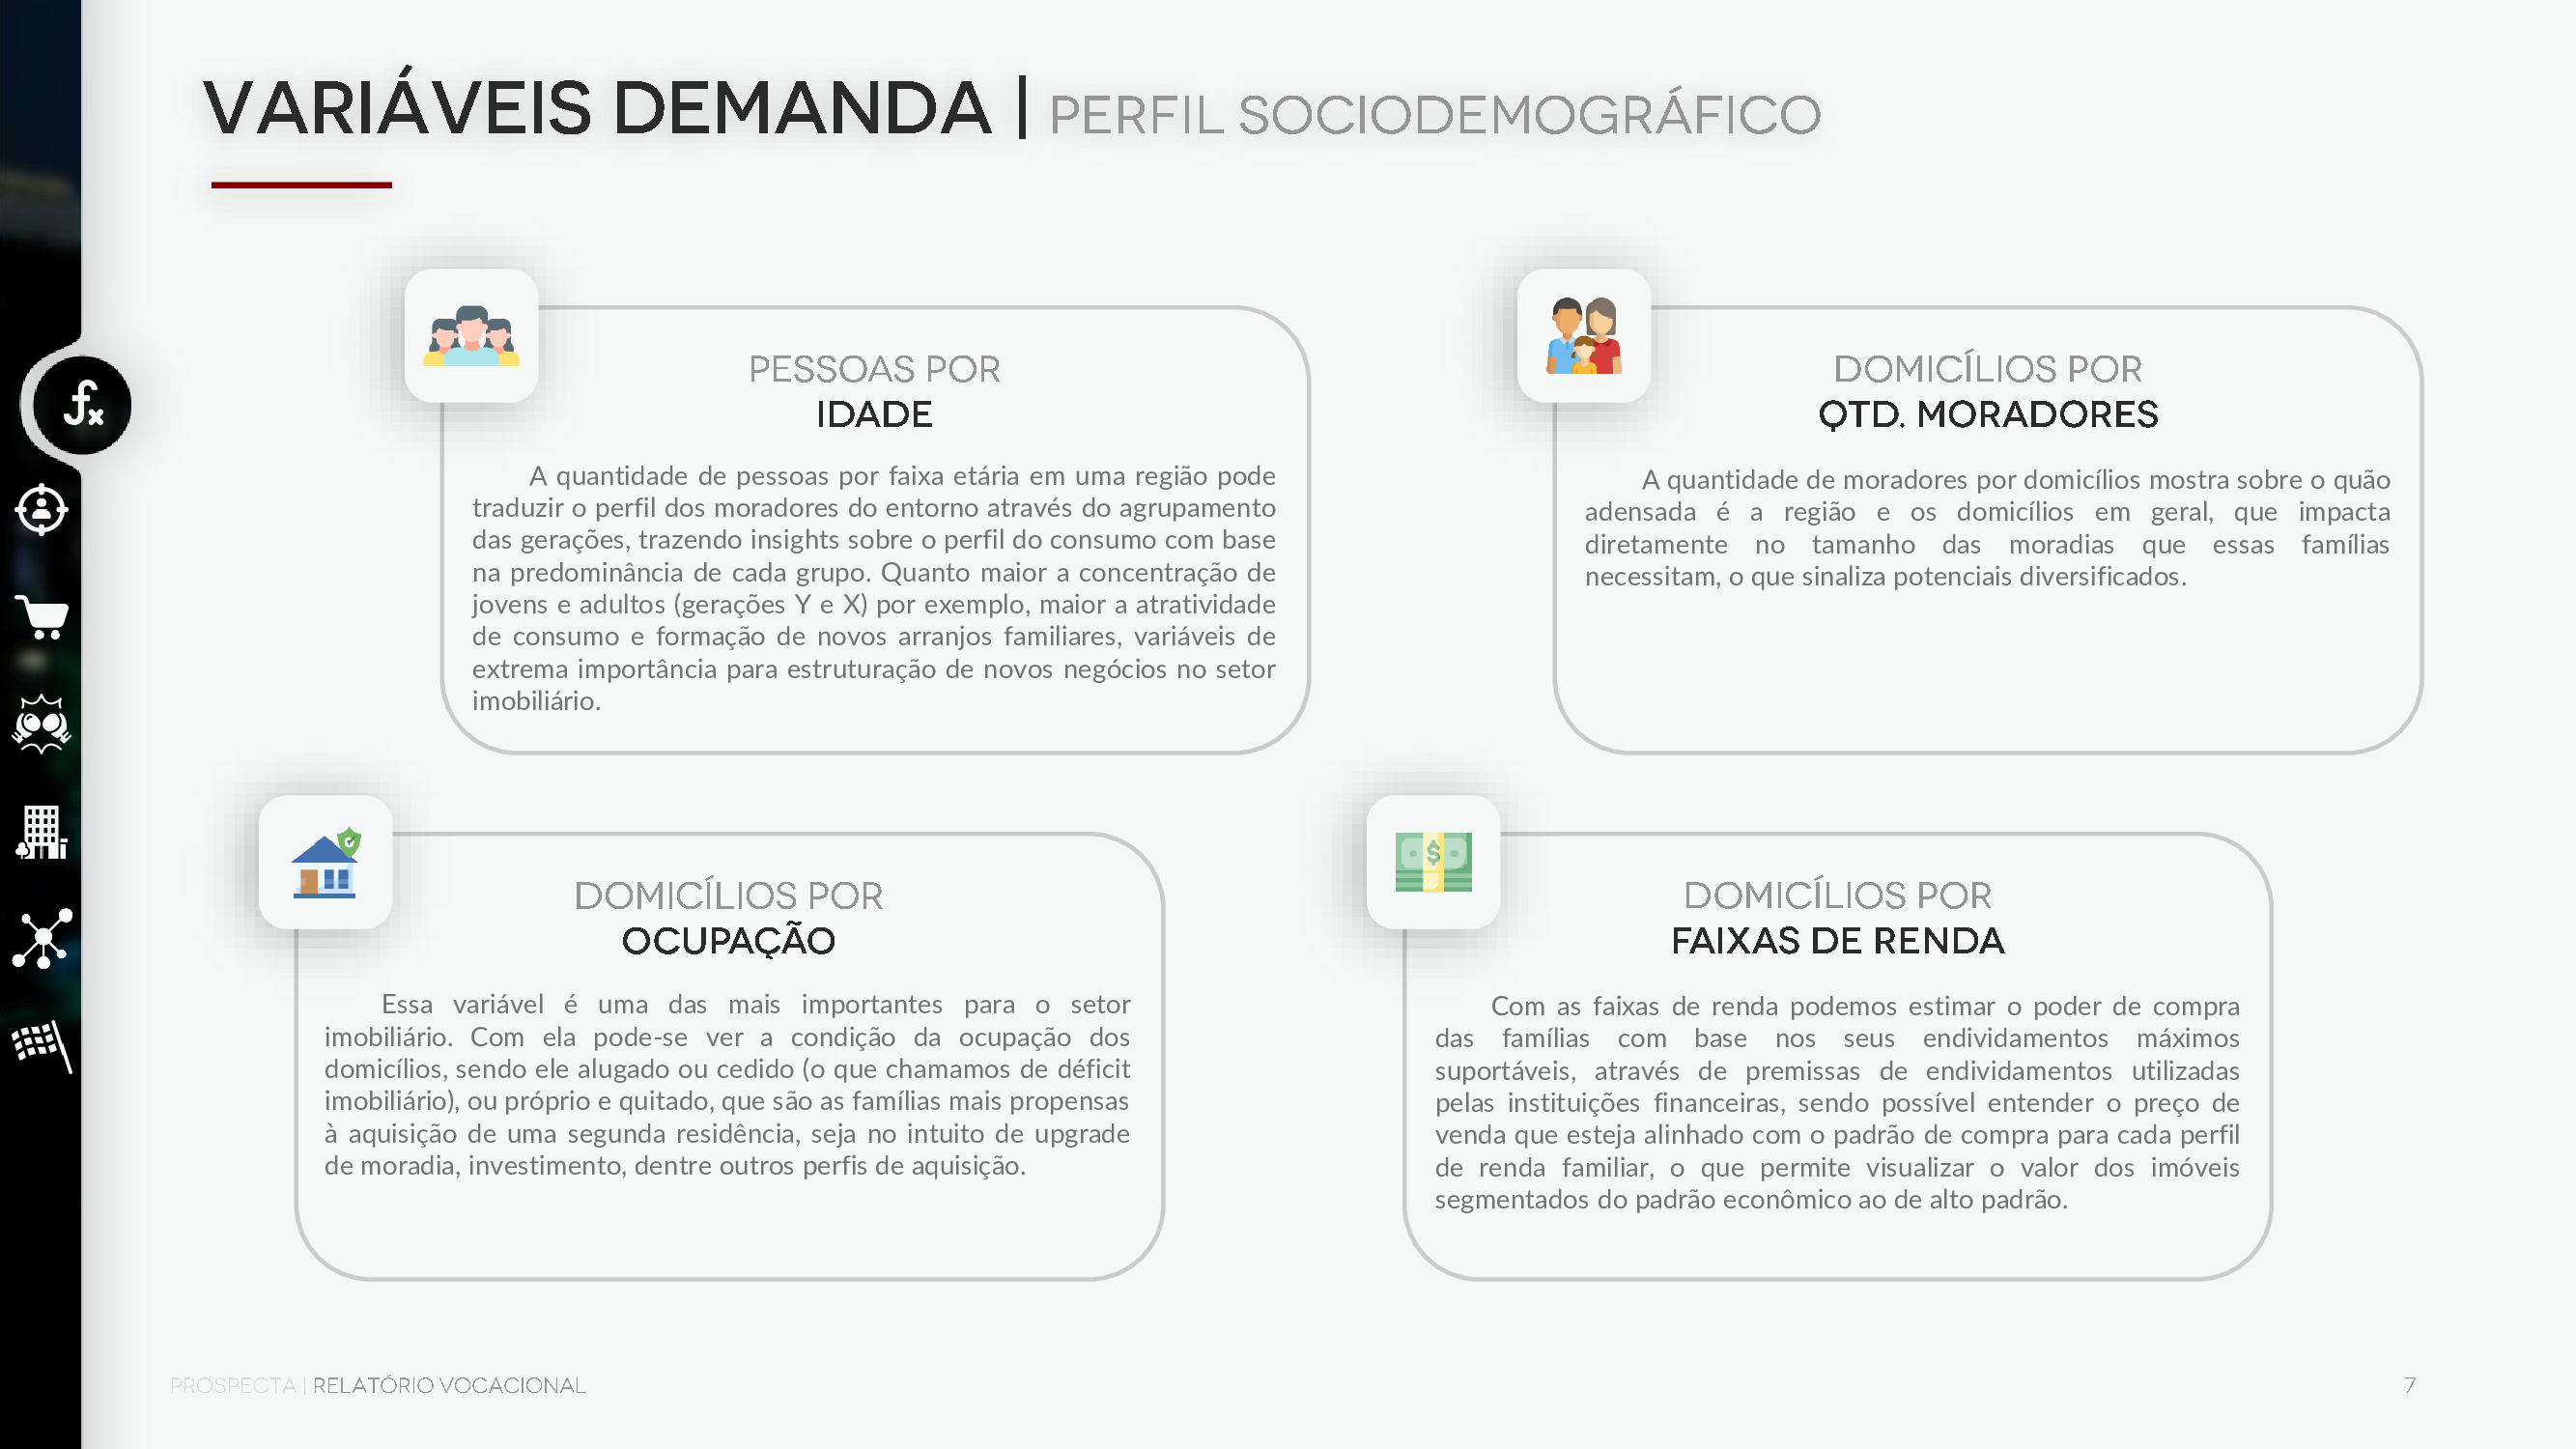 VARIÁVEIS DEMANDA | PERFIL SOCIODEMOGRÁFICO
PESSOAS POR
IDADE
A quantidade de pessoas por faixa etária em uma região pode
traduzir o perfil dos moradores do entorno através do agrupamento
das gerações, trazendo insights sobre o perfil do consumo com base
na predominância de cada grupo. Quanto maior a concentração de
jovens e adultos (gerações Y e X) por exemplo, maior a atratividade
de consumo e formação de novos arranjos familiares, variáveis de
extrema importância para estruturação de novos negócios no setor
imobiliário.
DOMICÍLIOS POR
QTD. MORADORES
A quantidade de moradores por domicílios mostra sobre o quão
adensada é a região e os domicílios em geral, que impacta
diretamente no tamanho das moradias que essas famílias
necessitam, o que sinaliza potenciais diversificados.
DOMICÍLIOS POR
OCUPAÇÃO
Essa variável é uma das mais importantes para o setor
imobiliário. Com ela pode-se ver a condição da ocupação dos
domicílios, sendo ele alugado ou cedido (o que chamamos de déficit
imobiliário), ou próprio e quitado, que são as famílias mais propensas
à aquisição de uma segunda residência, seja no intuito de upgrade
de moradia, investimento, dentre outros perfis de aquisição.
DOMICÍLIOS POR
FAIXAS DE RENDA
Com as faixas de renda podemos estimar o poder de compra
das famílias com base nos seus endividamentos máximos
suportáveis, através de premissas de endividamentos utilizadas
pelas instituições financeiras, sendo possível entender o preço de
venda que esteja alinhado com o padrão de compra para cada perfil
de renda familiar, o que permite visualizar o valor dos imóveis
segmentados do padrão econômico ao de alto padrão.
PROSPECTA | RELATÓRIO VOCACIONAL
7